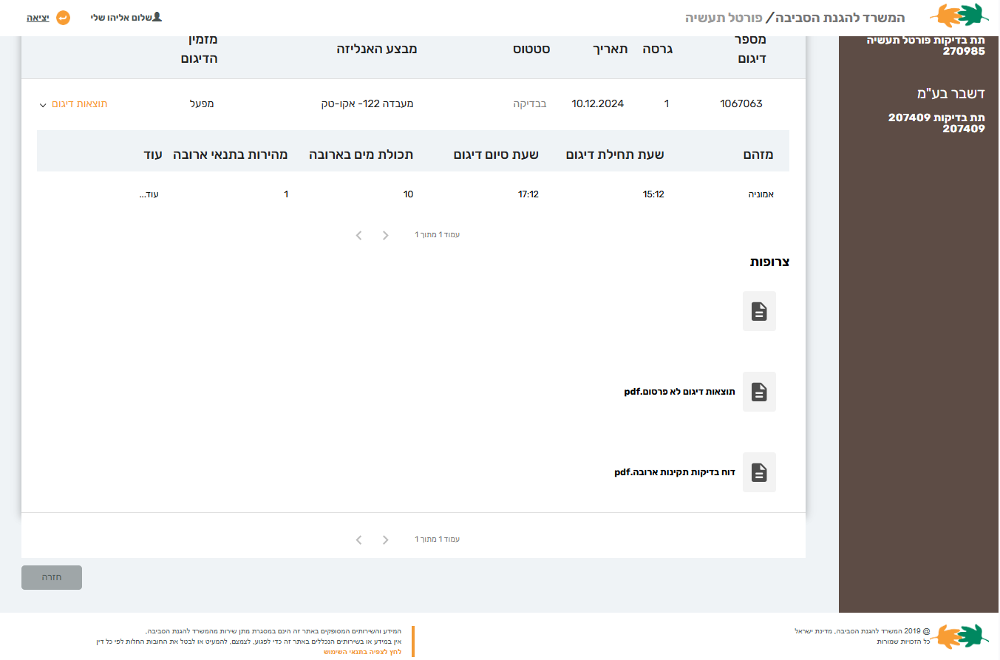 המשרד להגנת הסביבה/ פורטל תעשיה
שלום אליהו שלי
יציאה
תת בדיקות פורטל תעשיה
270985
דשבר בע"מ
תת בדיקות 207409
207409
מספר דיגום גרסה תאריך סטטוס מבצע האנליזה מזמין הדיגום
1067063 1 10.12.2024 בבדיקה מעבדה 122- אקו-טק מפעל תוצאות דיגום
מזהם שעת תחילת דיגום שעת סיום דיגום תכולת מים בארובה מהירות בתנאי ארובה עוד
אמוניה 15:12 17:12 10 1 עוד...
עמוד 1 מתוך 1
צרופות
תוצאות דיגום לא פרסום.pdf
דוח בדיקות תקינות ארובה.pdf
עמוד 1 מתוך 1
חזרה
@ 2019 המשרד להגנת הסביבה, מדינת ישראל
כל הזכויות שמורות
המידע והשירותים המסופקים באתר זה הינם במסגרת מתן שירות מהמשרד להגנת הסביבה,
אין במידע או בשירותים הנכללים באתר זה כדי לפגוע, לצמצם, להמעיט או לבטל את החובות החלות לפי כל דין
לחץ לצפיה בתנאי השימוש